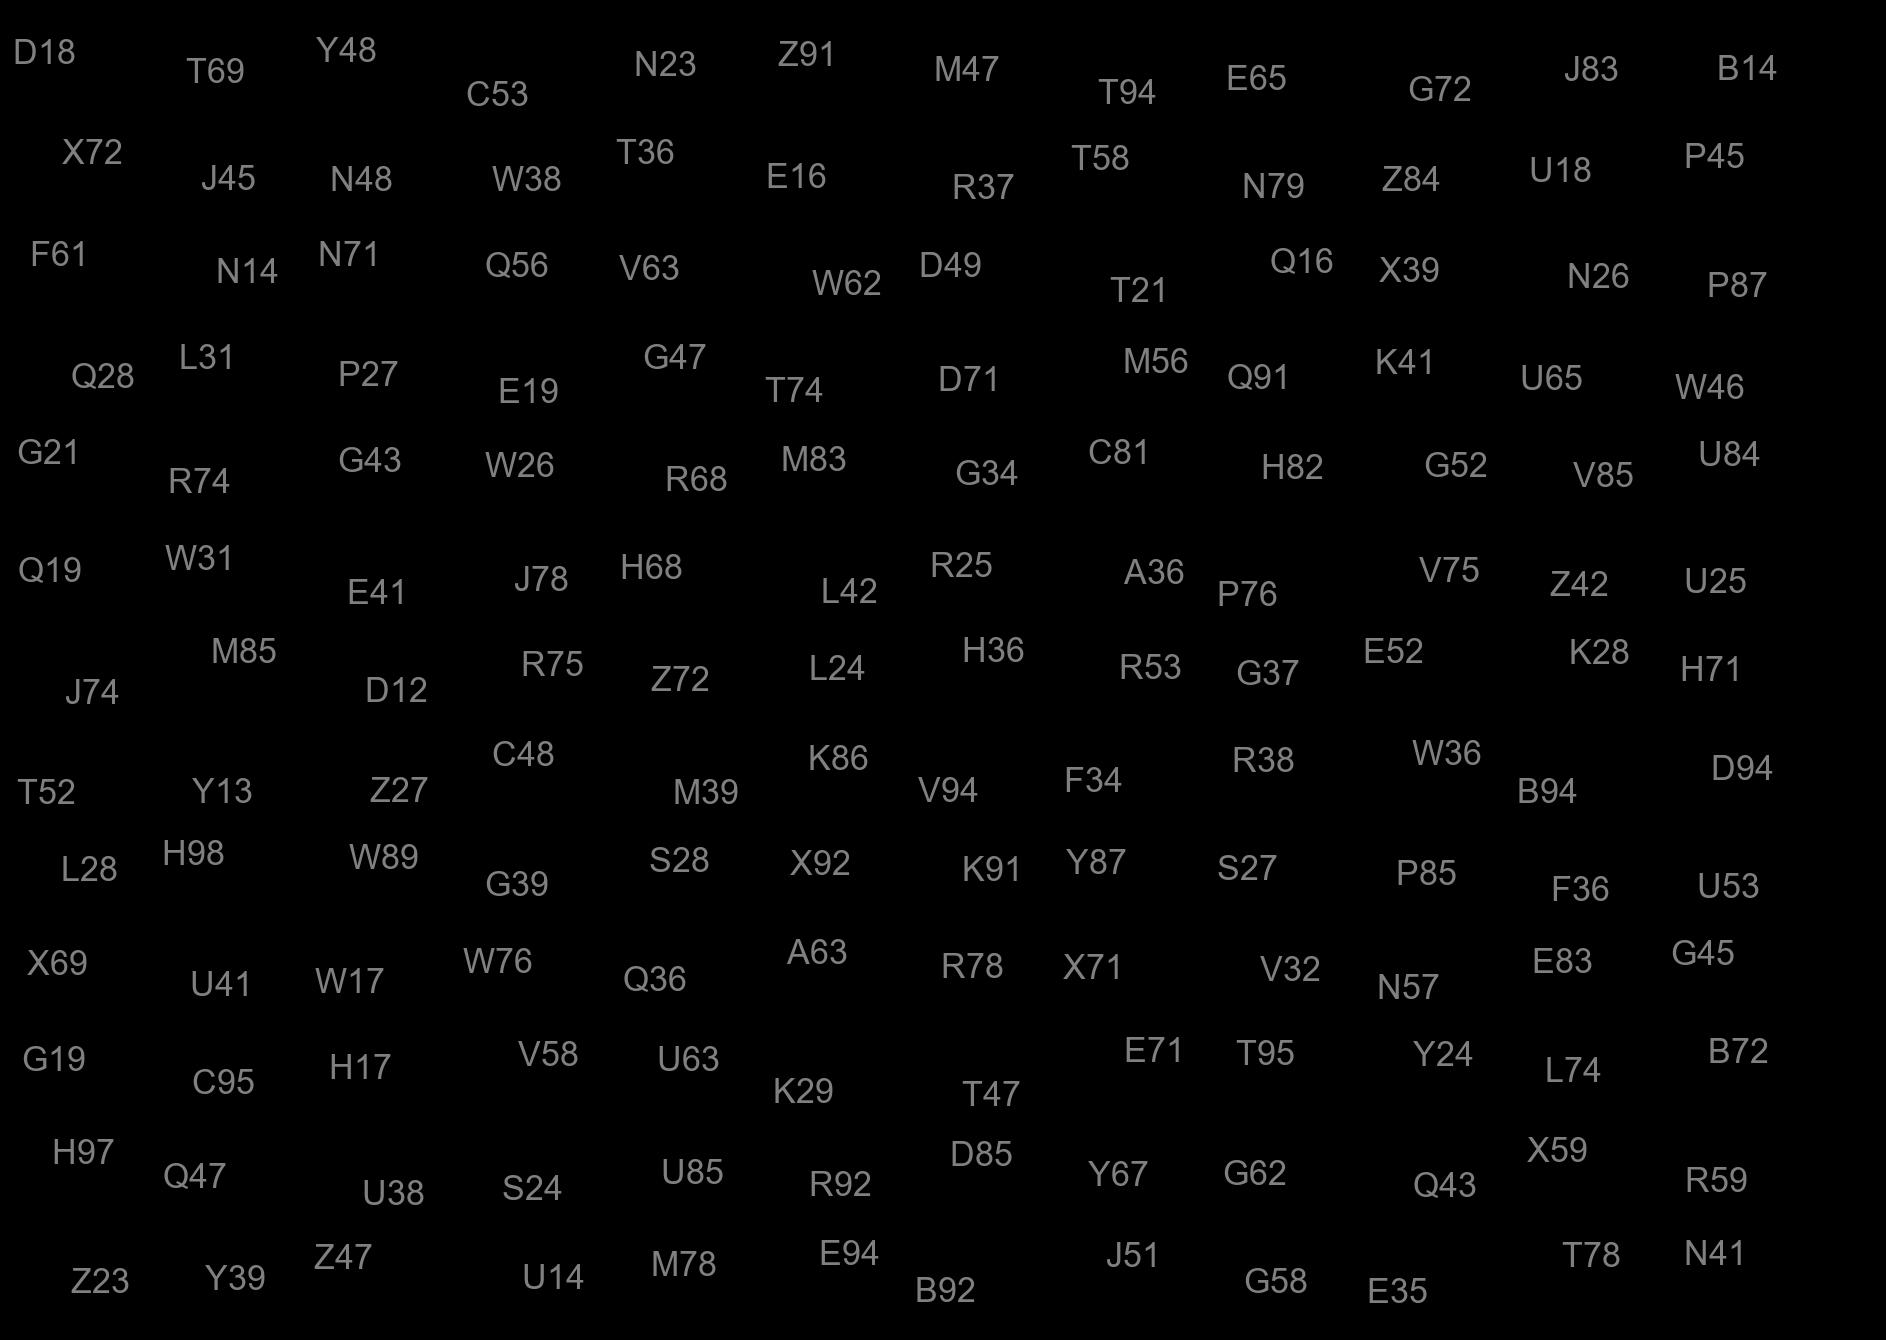 D18 T69 Y48 C53 N23 Z91 M47 T94 E65 G72 J83 B14
X72 J45 N48 W38 T36 E16 R37 T58 N79 Z84 U18 P45
F61 N14 N71 Q56 V63 W62 D49 T21 Q16 X39 N26 P87
Q28 L31 P27 E19 G47 T74 D71 M56 Q91 K41 U65 W46
G21 R74 G43 W26 R68 M83 G34 C81 H82 G52 V85 U84
Q19 W31 E41 J78 H68 L42 R25 A36 P76 V75 Z42 U25
J74 M85 D12 R75 Z72 L24 H36 R53 G37 E52 K28 H71
T52 Y13 Z27 C48 M39 K86 V94 F34 R38 W36 B94 D94
L28 H98 W89 G39 S28 X92 K91 Y87 S27 P85 F36 U53
X69 U41 W17 W76 Q36 A63 R78 X71 V32 N57 E83 G45
G19 C95 H17 V58 U63 K29 T47 E71 T95 Y24 L74 B72
H97 Q47 U38 S24 U85 R92 D85 Y67 G62 Q43 X59 R59
Z23 Y39 Z47 U14 M78 E94 B92 J51 G58 E35 T78 N41